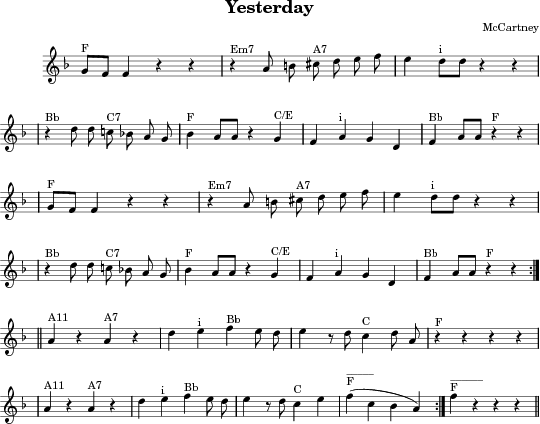 Yesterday
McCartney
F Em7 A7 i
Bb C7 F C/E i Bb F
F Em7 A7 i
Bb C7 F C/E i Bb F
A11 A7 i Bb C F
A11 A7 i Bb C F F